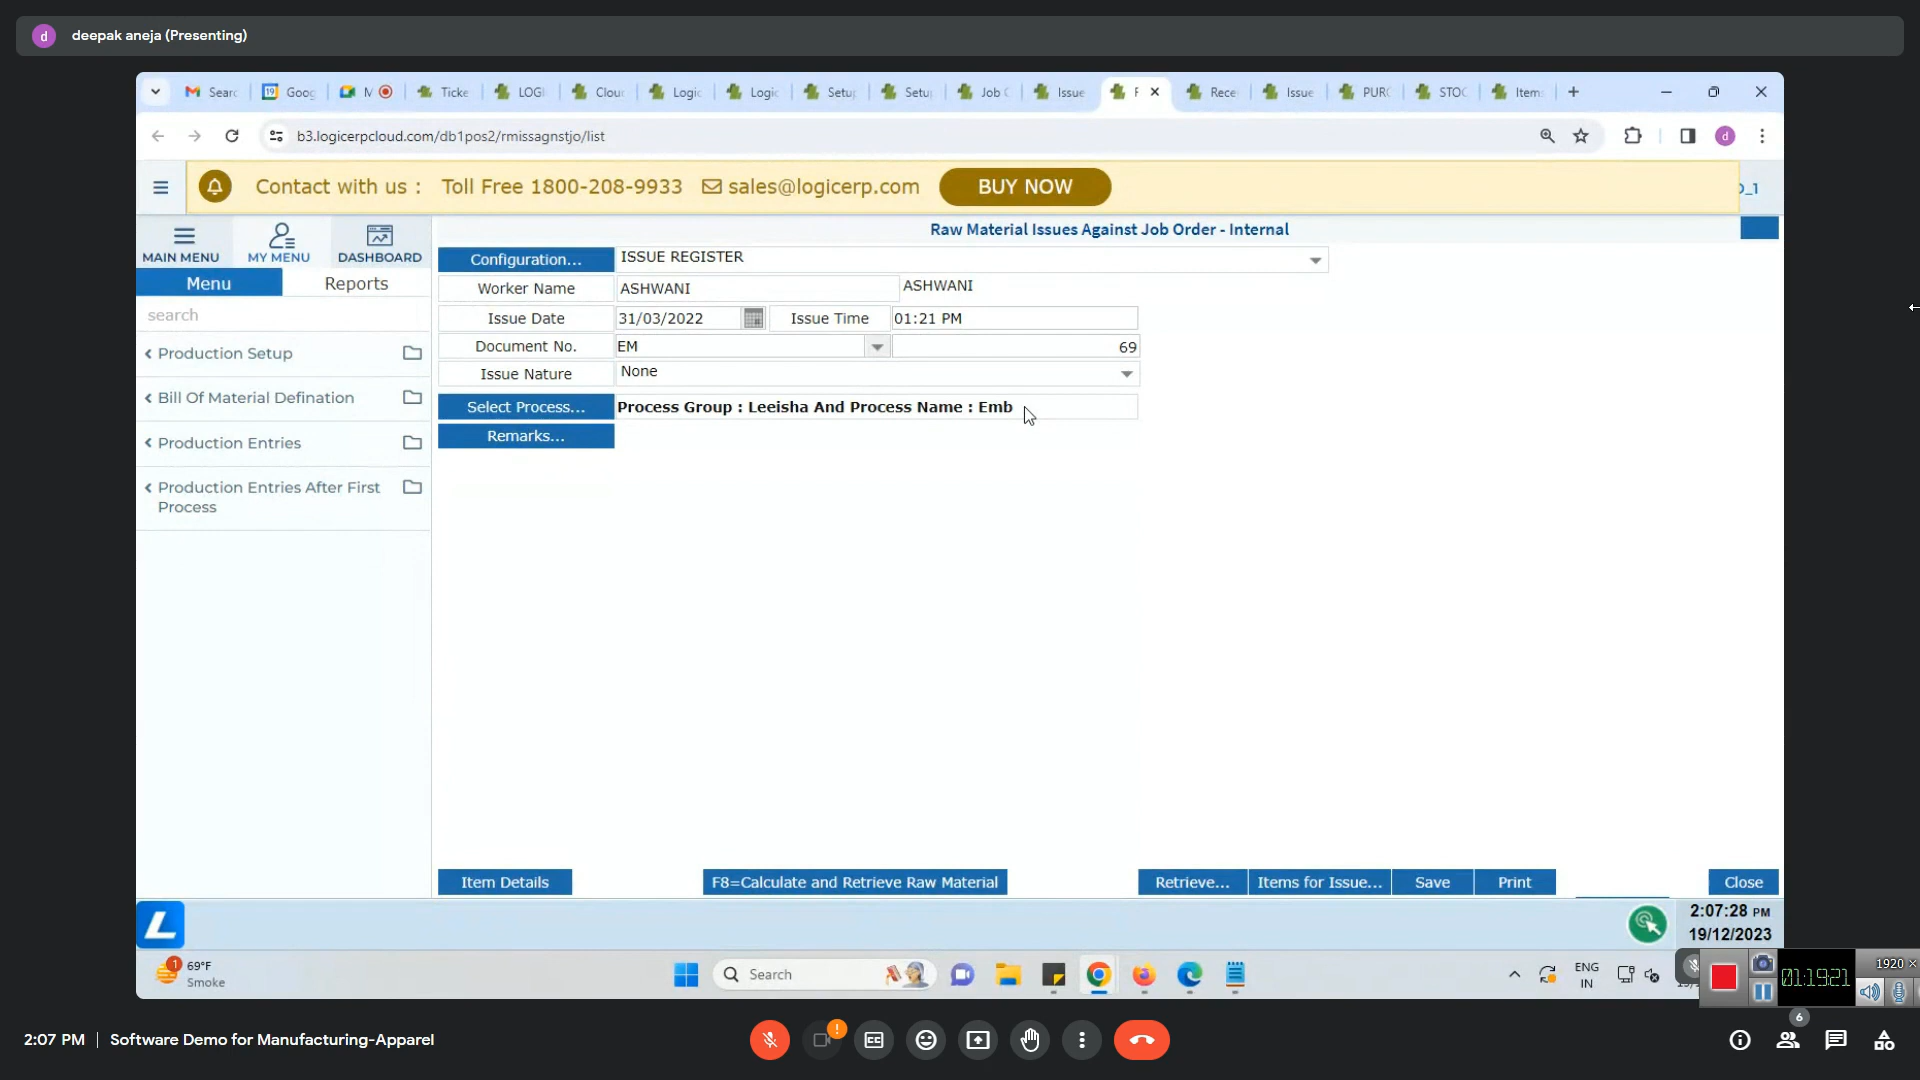 d deepak aneja (Presenting)
Sear 19 Goog M Ticke LOGI Clou Logic Logic Setu Setu Job C Issue F Rece Issue PUR STOC Items
b3.logicerpcloud.com/db1pos2/rmissagnstjo/list d
Contact with us : Toll Free 1800-208-9933 sales@logicerp.com BUY NOW _1
MAIN MENU MY MENU DASHBOARD
Menu Reports
search
Production Setup
Bill Of Material Defination
Production Entries
Production Entries After First
Process
Raw Material Issues Against Job Order - Internal
Configuration... ISSUE REGISTER
Worker Name ASHWANI ASHWANI
Issue Date 31/03/2022 Issue Time 01:21 PM
Document No. EM 69
Issue Nature None
Select Process... Process Group : Leeisha And Process Name : Emb
Remarks...
Item Details F8=Calculate and Retrieve Raw Material Retrieve... Items for Issue... Save Print Close
L 2:07:28 PM
19/12/2023
1 69°F
Smoke
Search
ENG
IN
01:19:21
1920
6
2:07 PM Software Demo for Manufacturing-Apparel